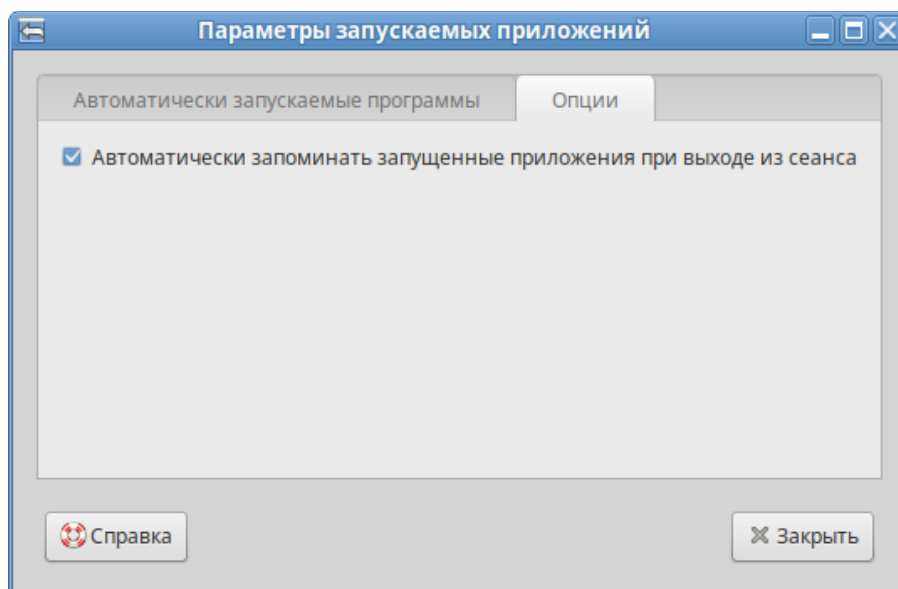 Параметры запускаемых приложений
Автоматически запускаемые программы
Опции
Автоматически запоминать запущенные приложения при выходе из сеанса
Справка
Закрыть